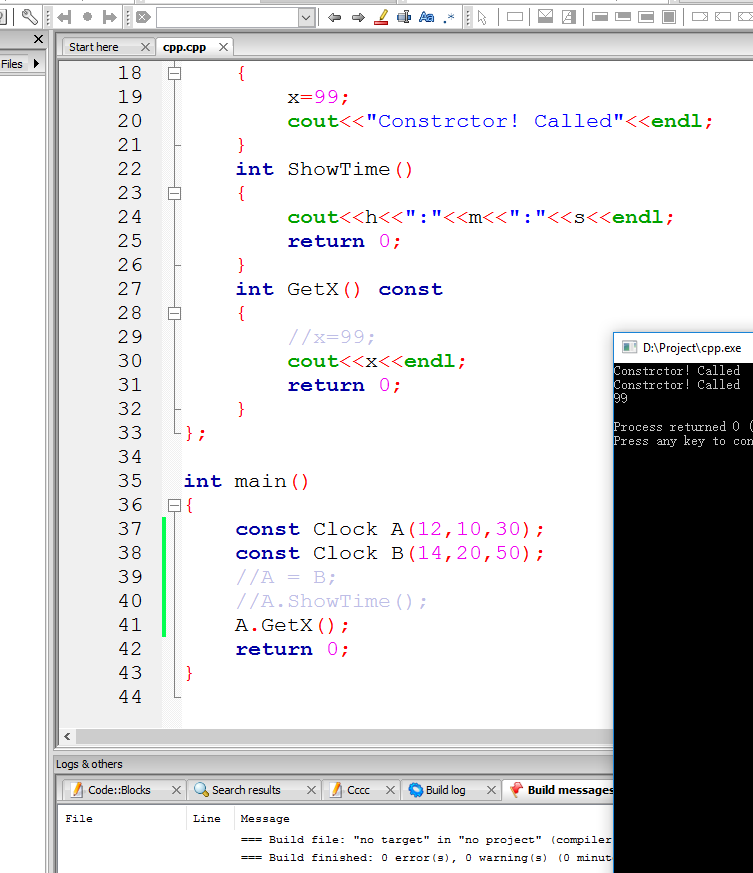 Start here
cpp.cpp
Files
18 {
19 x=99;
20 cout<<"Constrctor! Called"<<endl;
21 }
22 int ShowTime()
23 {
24 cout<<h<<":"<<m<<":"<<s<<endl;
25 return 0;
26 }
27 int GetX() const
28 {
29 //x=99;
30 cout<<x<<endl;
31 return 0;
32 }
33 };
34
35 int main()
36 {
37 const Clock A(12,10,30);
38 const Clock B(14,20,50);
39 //A = B;
40 //A.ShowTime();
41 A.GetX();
42 return 0;
43 }
44
D:\Project\cpp.exe
Constrctor! Called
Constrctor! Called
99
Process returned 0 (
Press any key to con
Logs & others
Code::Blocks
Search results
Cccc
Build log
Build messages
File Line Message
=== Build file: "no target" in "no project" (compiler
=== Build finished: 0 error(s), 0 warning(s) (0 minut